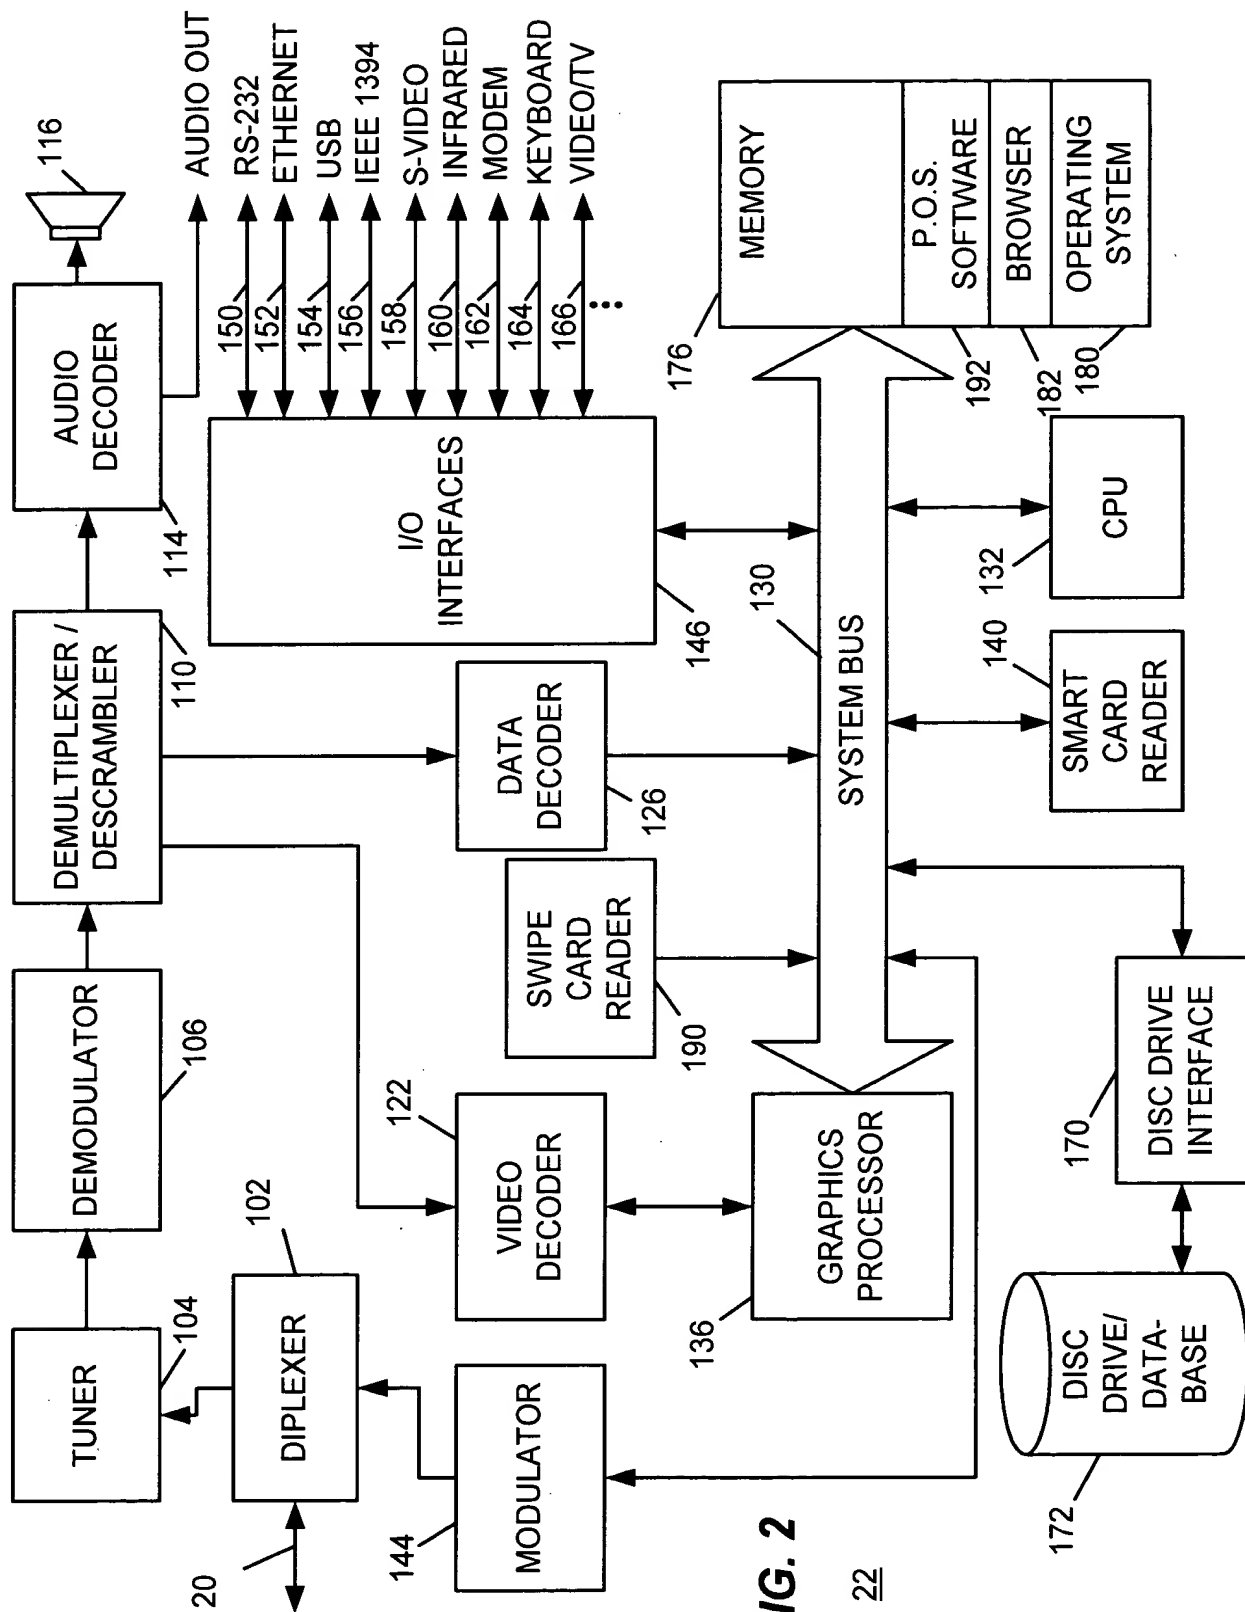 20
TUNER
104
DEMODULATOR
106
DEMULTIPLEXER /
DESCRAMBLER
110
AUDIO
DECODER
114
116
AUDIO OUT
DIPLEXER
102
I/O
INTERFACES
146
150
RS-232
152
ETHERNET
154
USB
156
IEEE 1394
158
S-VIDEO
160
INFRARED
162
MODEM
164
KEYBOARD
166
VIDEO/TV
MODULATOR
144
VIDEO
DECODER
122
DATA
DECODER
126
SWIPE
CARD
READER
190
GRAPHICS
PROCESSOR
136
SYSTEM BUS
130
MEMORY
176
P.O.S.
SOFTWARE
192
BROWSER
182
OPERATING
SYSTEM
180
DISC
DRIVE/
DATA-
BASE
172
DISC DRIVE
INTERFACE
170
SMART
CARD
READER
140
CPU
132
IG. 2
22